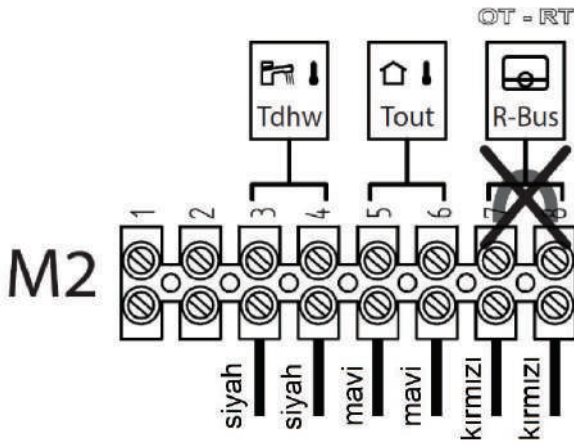 OT - RT
Tdhw Tout R-Bus
1 2 3 4 5 6 7 8
M2
siyah siyah mavi mavi kırmızı kırmızı